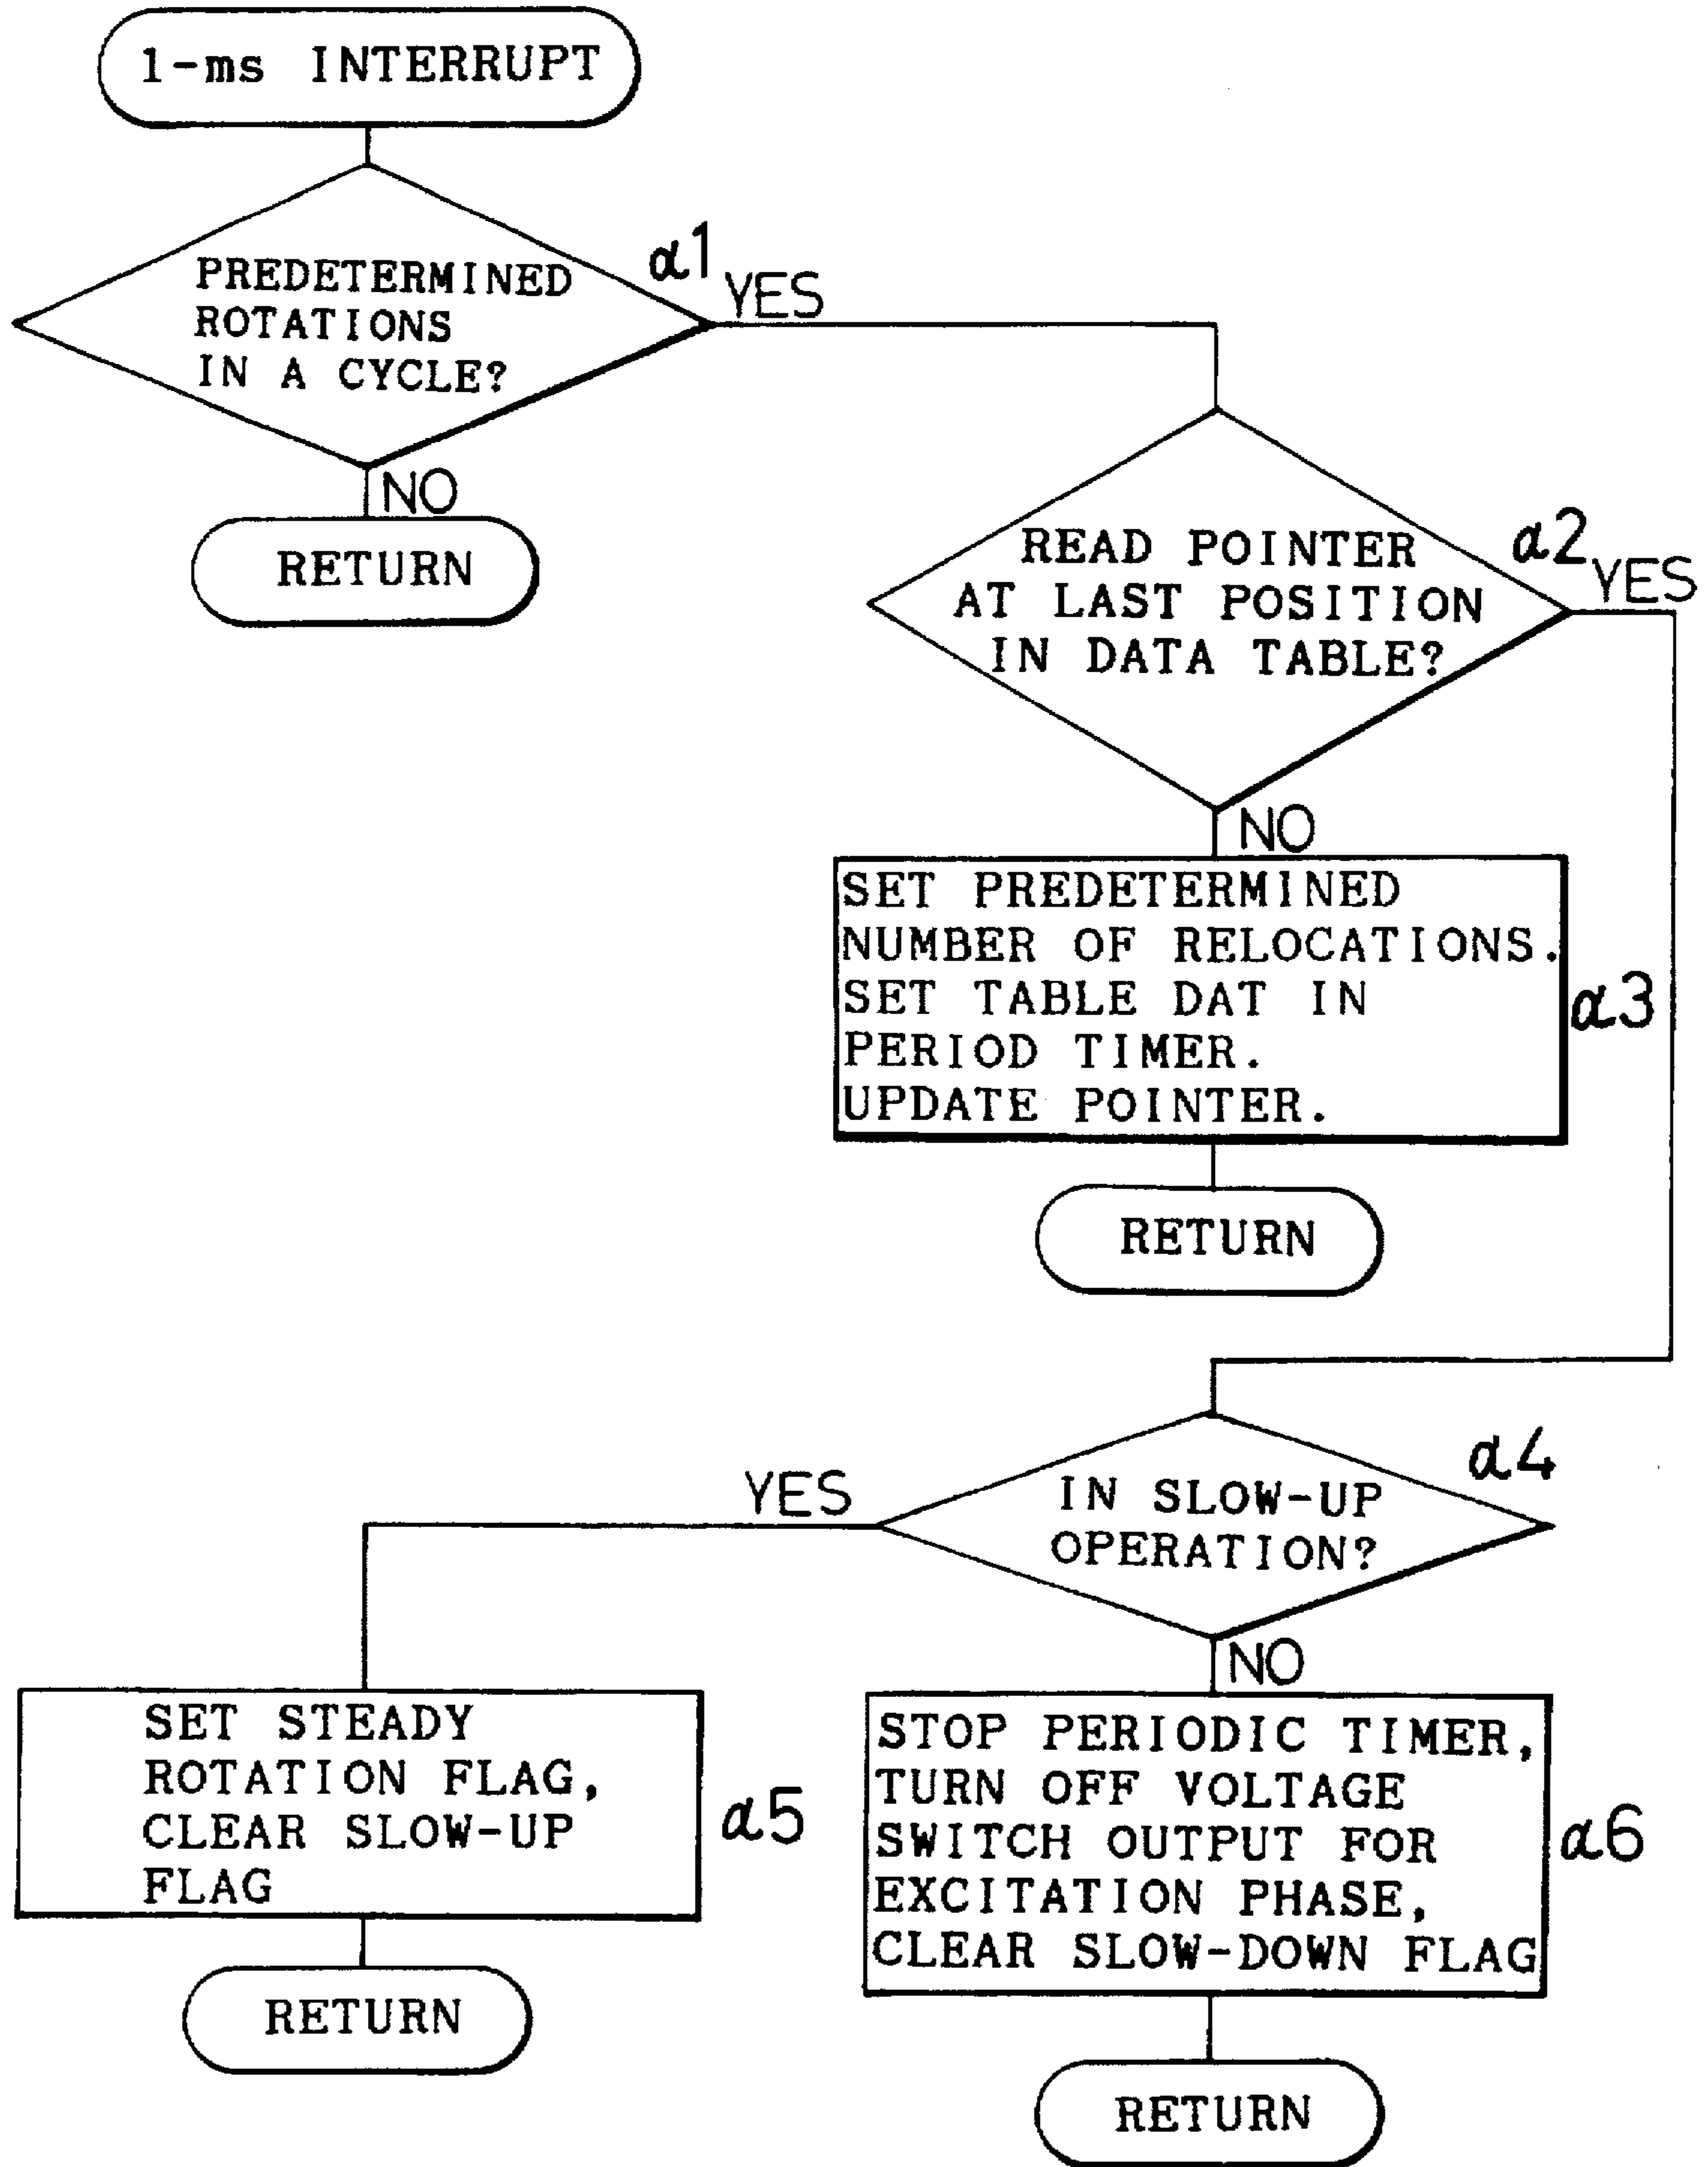 1-ms INTERRUPT
PREDETERMINED
ROTATIONS
IN A CYCLE?
α1
YES
NO
RETURN
READ POINTER
AT LAST POSITION
IN DATA TABLE?
α2
YES
NO
SET PREDETERMINED
NUMBER OF RELOCATIONS.
SET TABLE DAT IN
PERIOD TIMER.
UPDATE POINTER.
α3
RETURN
IN SLOW-UP
OPERATION?
α4
YES
NO
SET STEADY
ROTATION FLAG,
CLEAR SLOW-UP
FLAG
α5
RETURN
STOP PERIODIC TIMER,
TURN OFF VOLTAGE
SWITCH OUTPUT FOR
EXCITATION PHASE,
CLEAR SLOW-DOWN FLAG
α6
RETURN